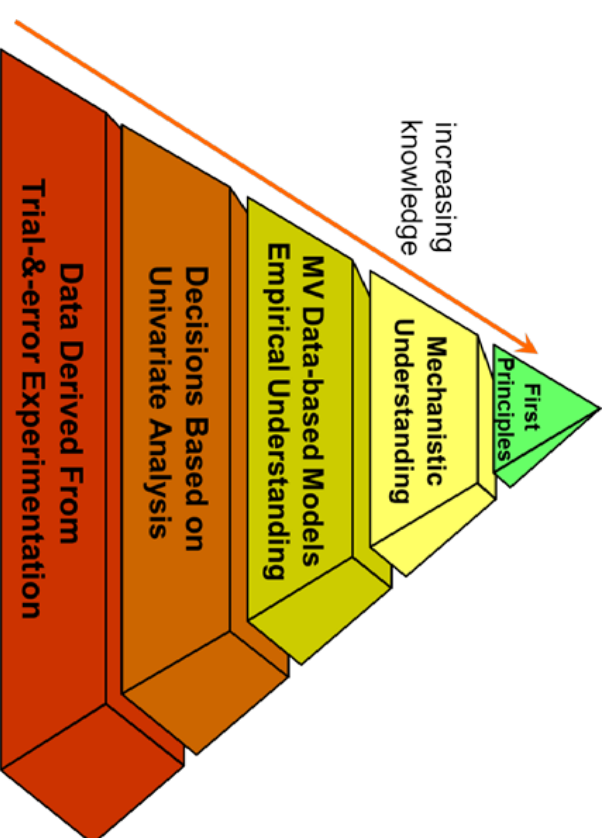 increasing
knowledge
First
Principles
Mechanistic
Understanding
MV Data-based Models
Empirical Understanding
Decisions Based on
Univariate Analysis
Data Derived From
Trial-&-error Experimentation